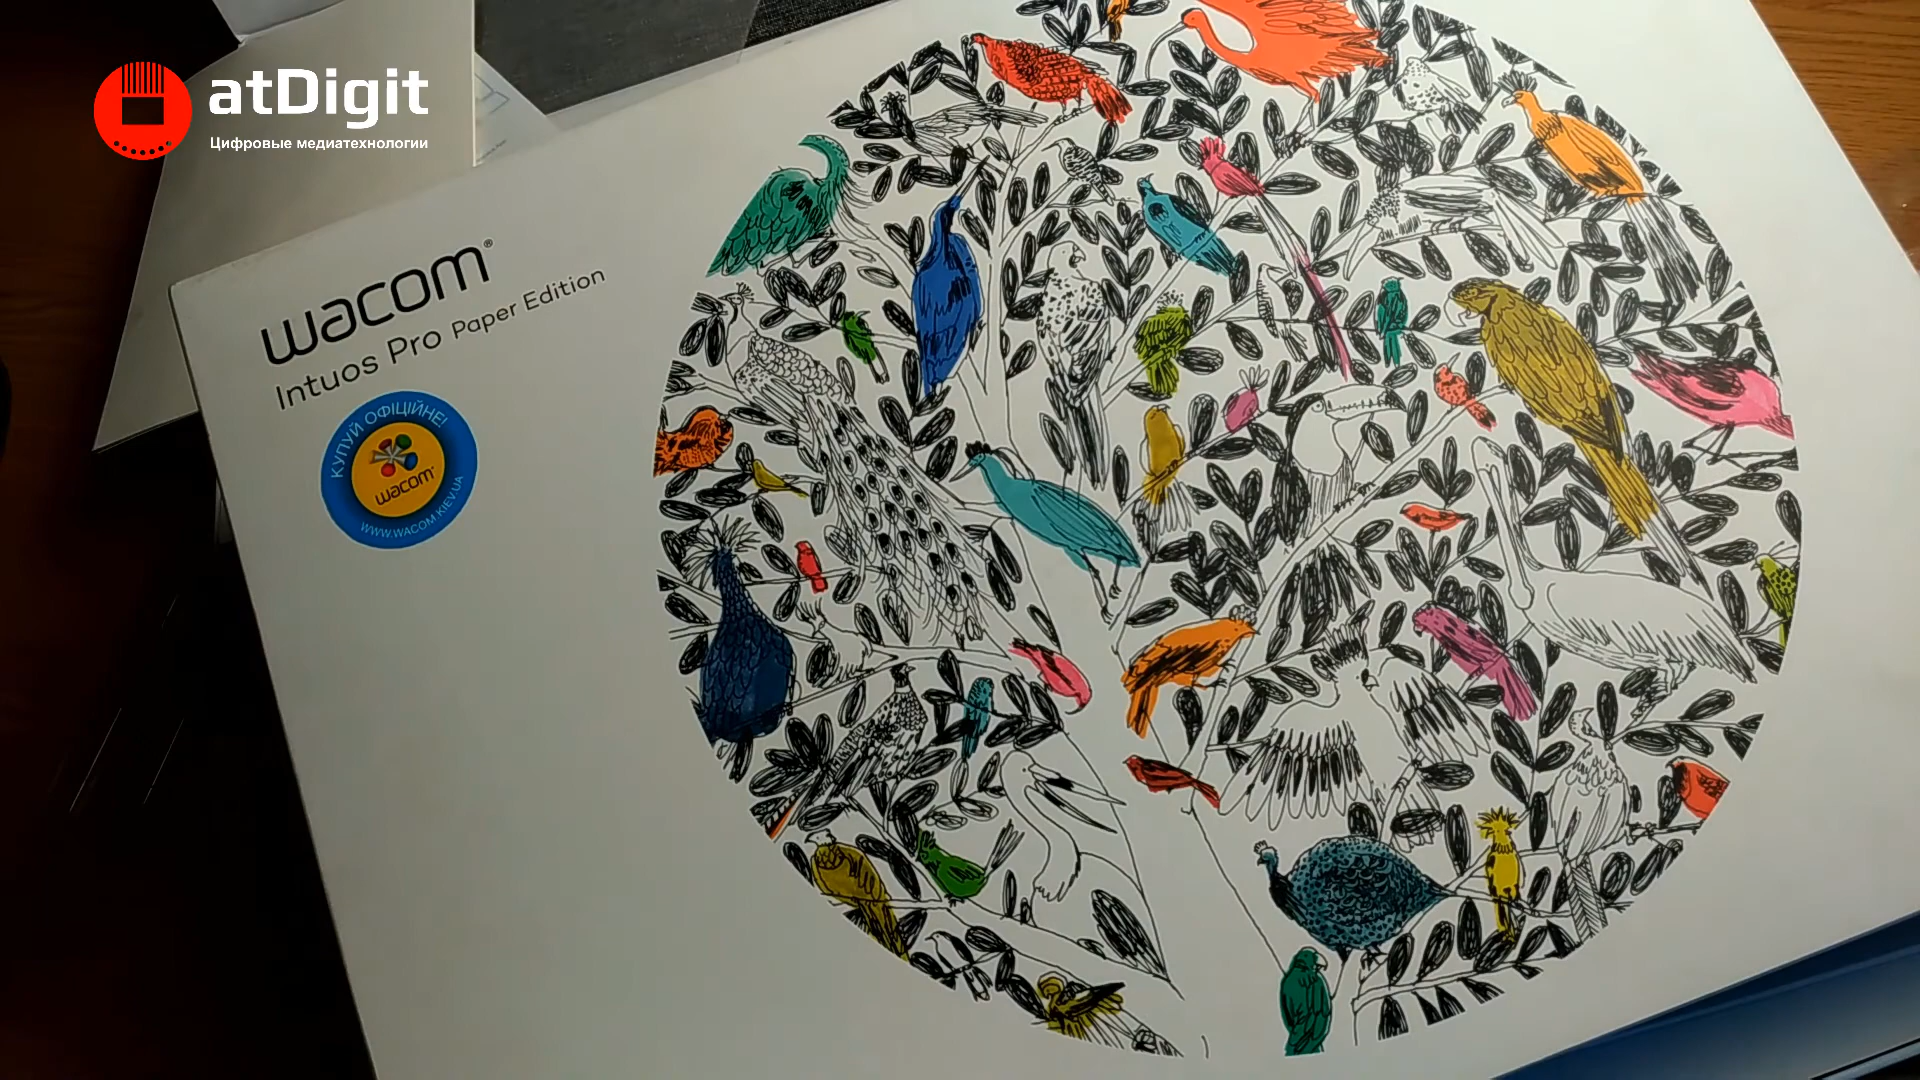 atDigit
Цифровые медиатехнологии
wacom®
Intuos Pro Paper Edition
КУПУЙ ОФІЦІЙНЕ!
wacom®
WWW.WACOM.KIEV.UA